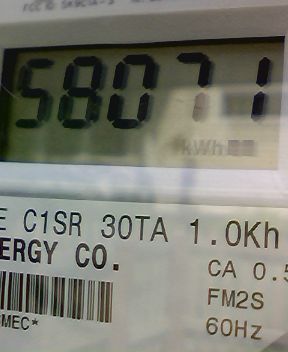 58071
kWh
E C1SR 30TA 1.0Kh
ERGY CO.
CA 0.5
FM2S
MEC*
60Hz